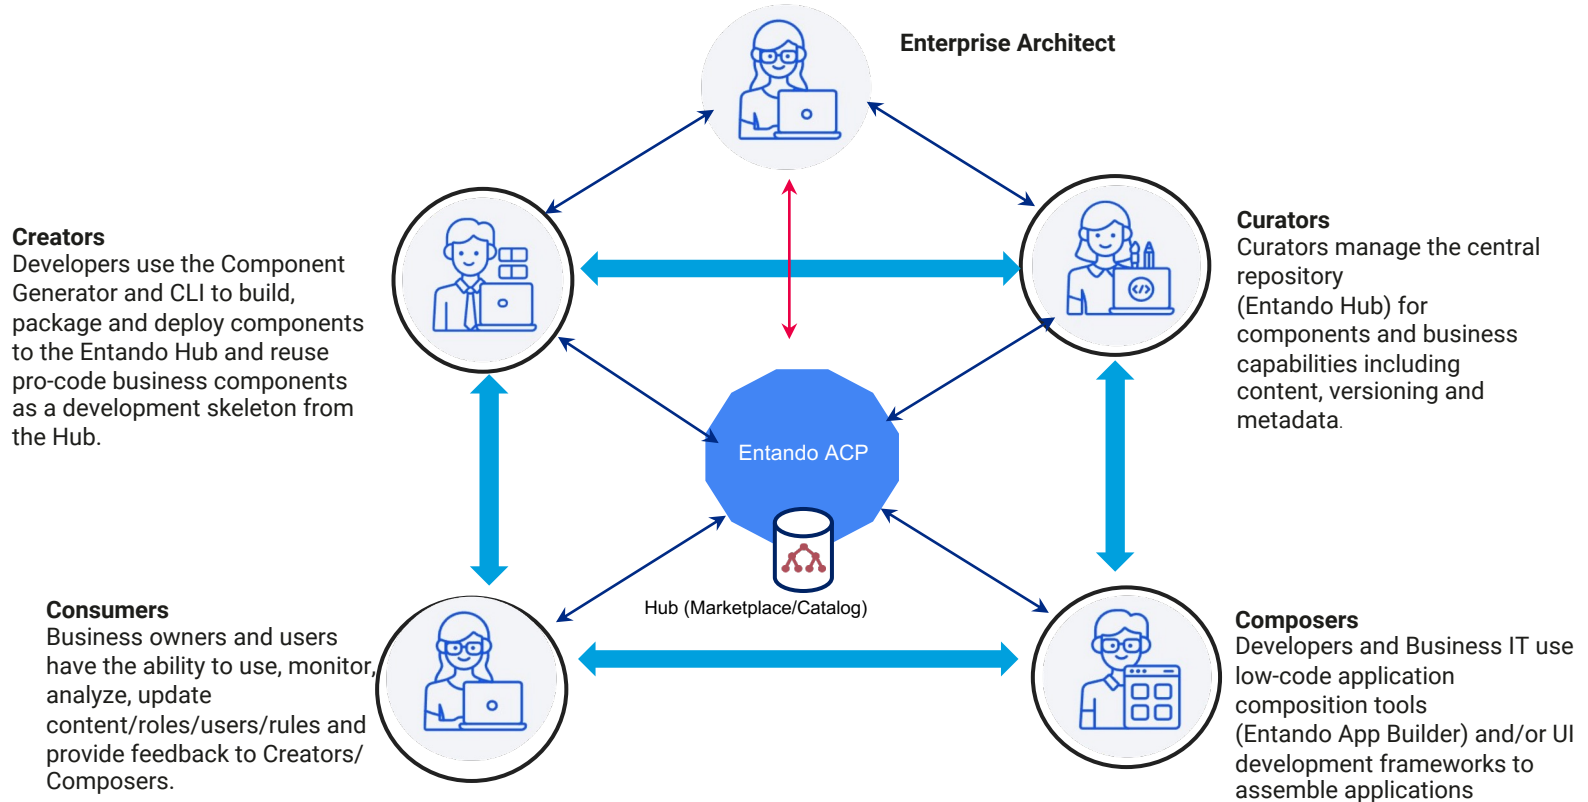 Enterprise Architect
Creators
Developers use the Component
Generator and CLI to build,
package and deploy components
to the Entando Hub and reuse
pro-code business components
as a development skeleton from
the Hub.
Curators
Curators manage the central
repository
(Entando Hub) for
components and business
capabilities including
content, versioning and
metadata.
</>
Entando ACP
Hub (Marketplace/Catalog)
Consumers
Business owners and users
have the ability to use, monitor,
analyze, update
content/roles/users/rules and
provide feedback to Creators/
Composers.
Composers
Developers and Business IT use
low-code application
composition tools
(Entando App Builder) and/or UI
development frameworks to
assemble applications